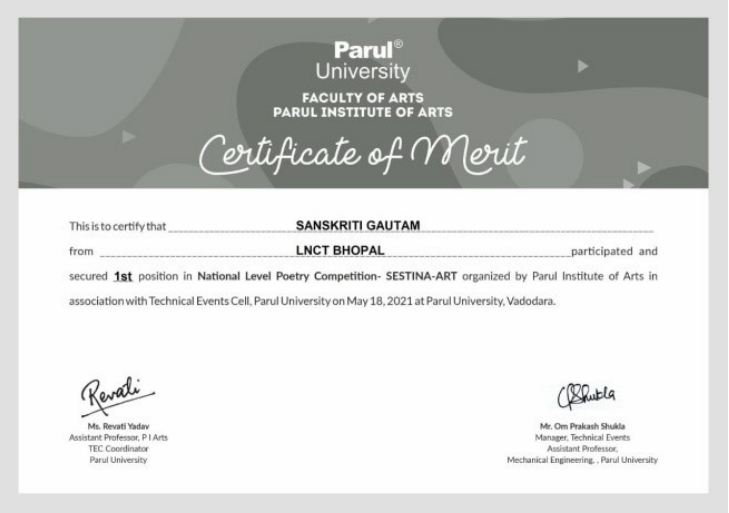 Parul®
University
FACULTY OF ARTS
PARUL INSTITUTE OF ARTS
Certificate of Merit
This is to certify that SANSKRITI GAUTAM
from LNCT BHOPAL participated and
secured 1st position in National Level Poetry Competition- SESTINA-ART organized by Parul Institute of Arts in
association with Technical Events Cell, Parul University on May 18, 2021 at Parul University, Vadodara.
Revati
Ms. Revati Yadav
Assistant Professor, P I Arts
TEC Coordinator
Parul University
OPShukla
Mr. Om Prakash Shukla
Manager, Technical Events
Assistant Professor,
Mechanical Engineering, , Parul University